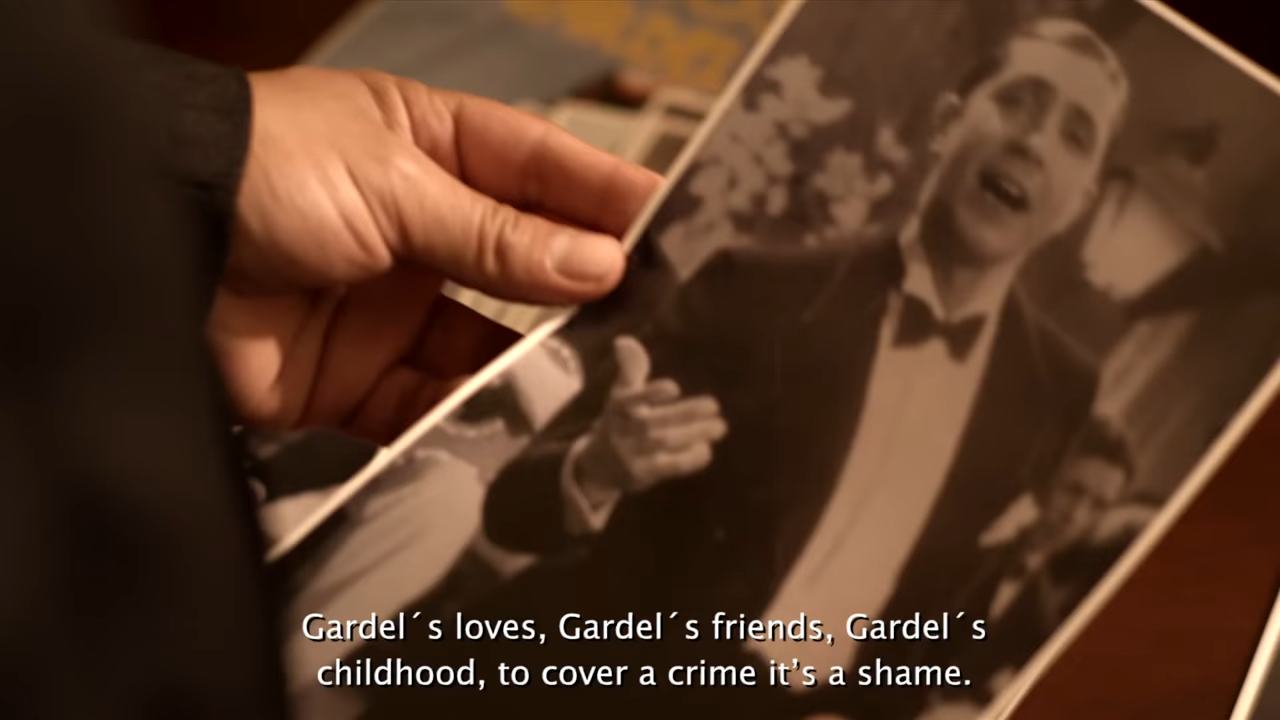 Gardel´s loves, Gardel´s friends, Gardel´s
childhood, to cover a crime it’s a shame.